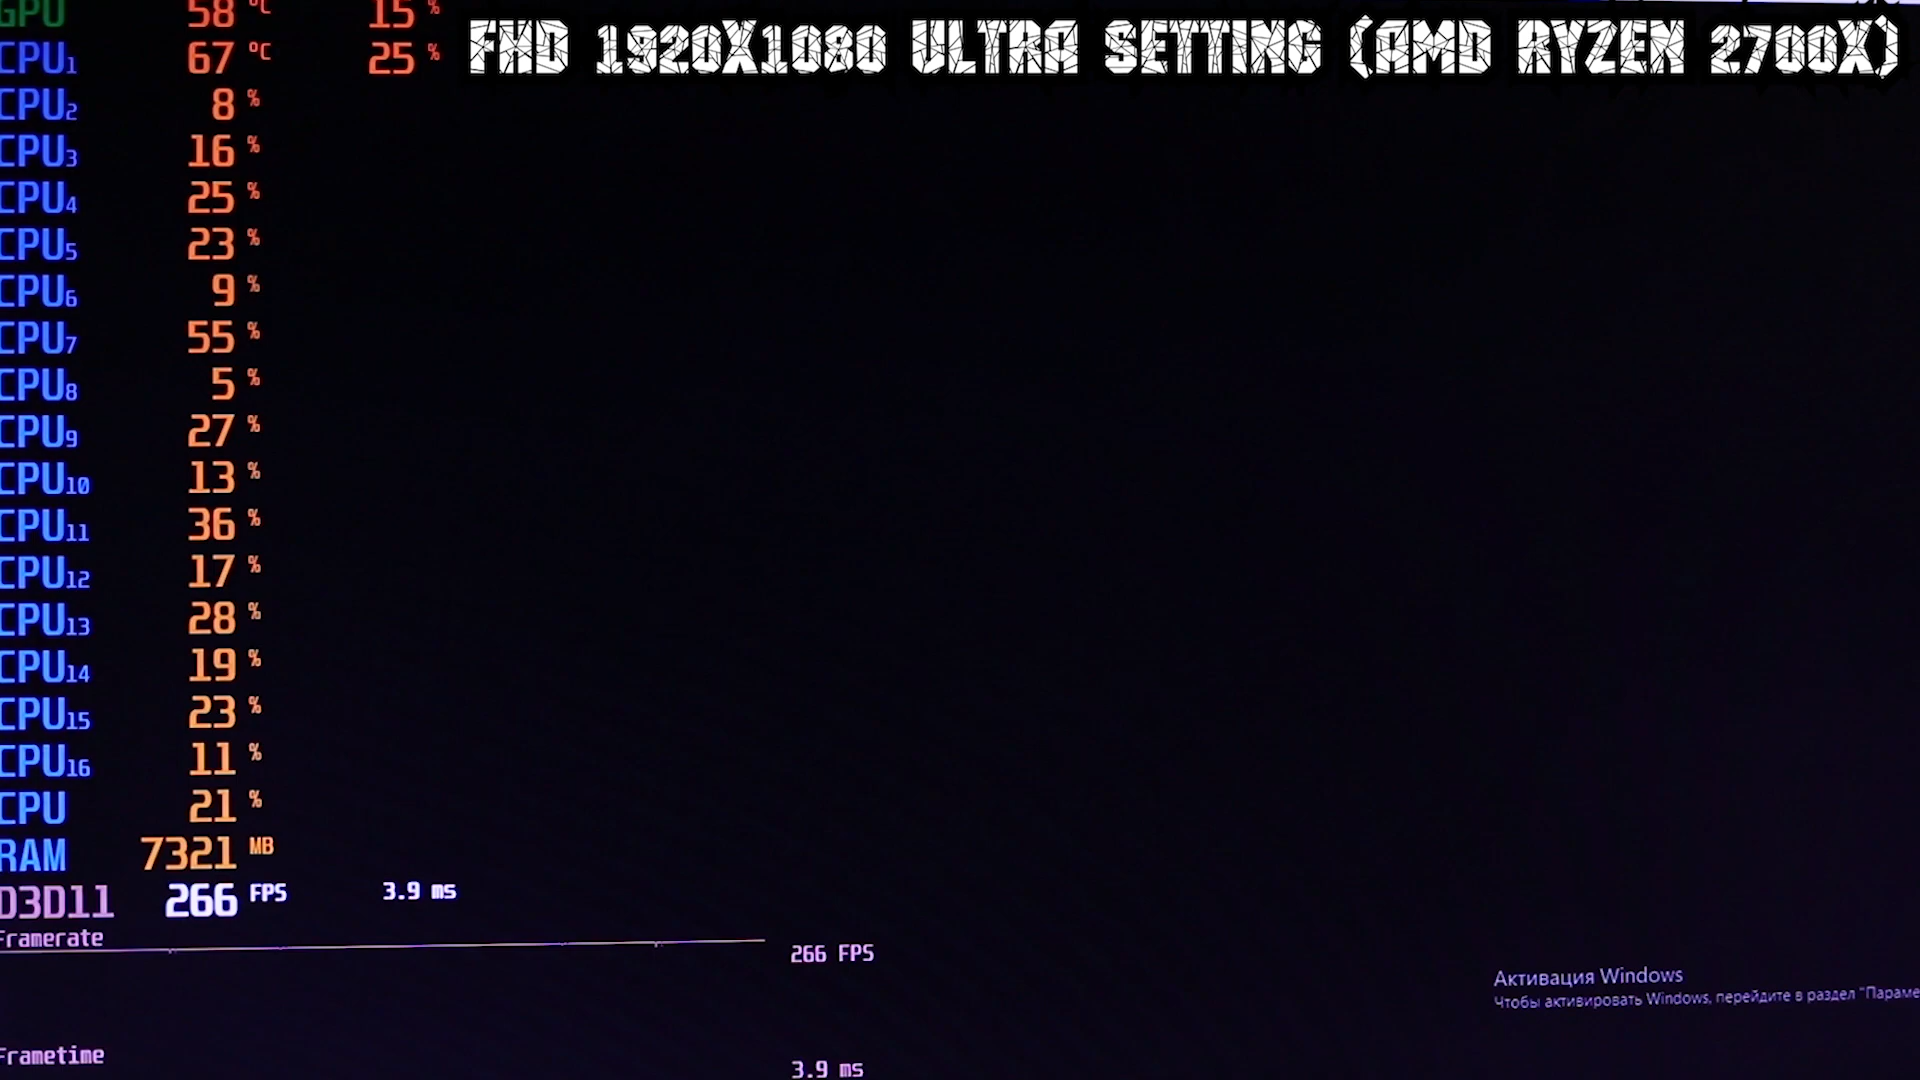 GPU 58 °C 15 %
FHD 1920X1080 ULTRA SETTING (AMD RYZEN 2700X)
CPU1 67 °C 25 %
CPU2 8 %
CPU3 16 %
CPU4 25 %
CPU5 23 %
CPU6 9 %
CPU7 55 %
CPU8 5 %
CPU9 27 %
CPU10 13 %
CPU11 36 %
CPU12 17 %
CPU13 28 %
CPU14 19 %
CPU15 23 %
CPU16 11 %
CPU 21 %
RAM 7321 MB
D3D11 266 FPS 3.9 ms
Framerate
266 FPS
Активация Windows
Чтобы активировать Windows, перейдите в раздел "Параме
Frametime
3.9 ms